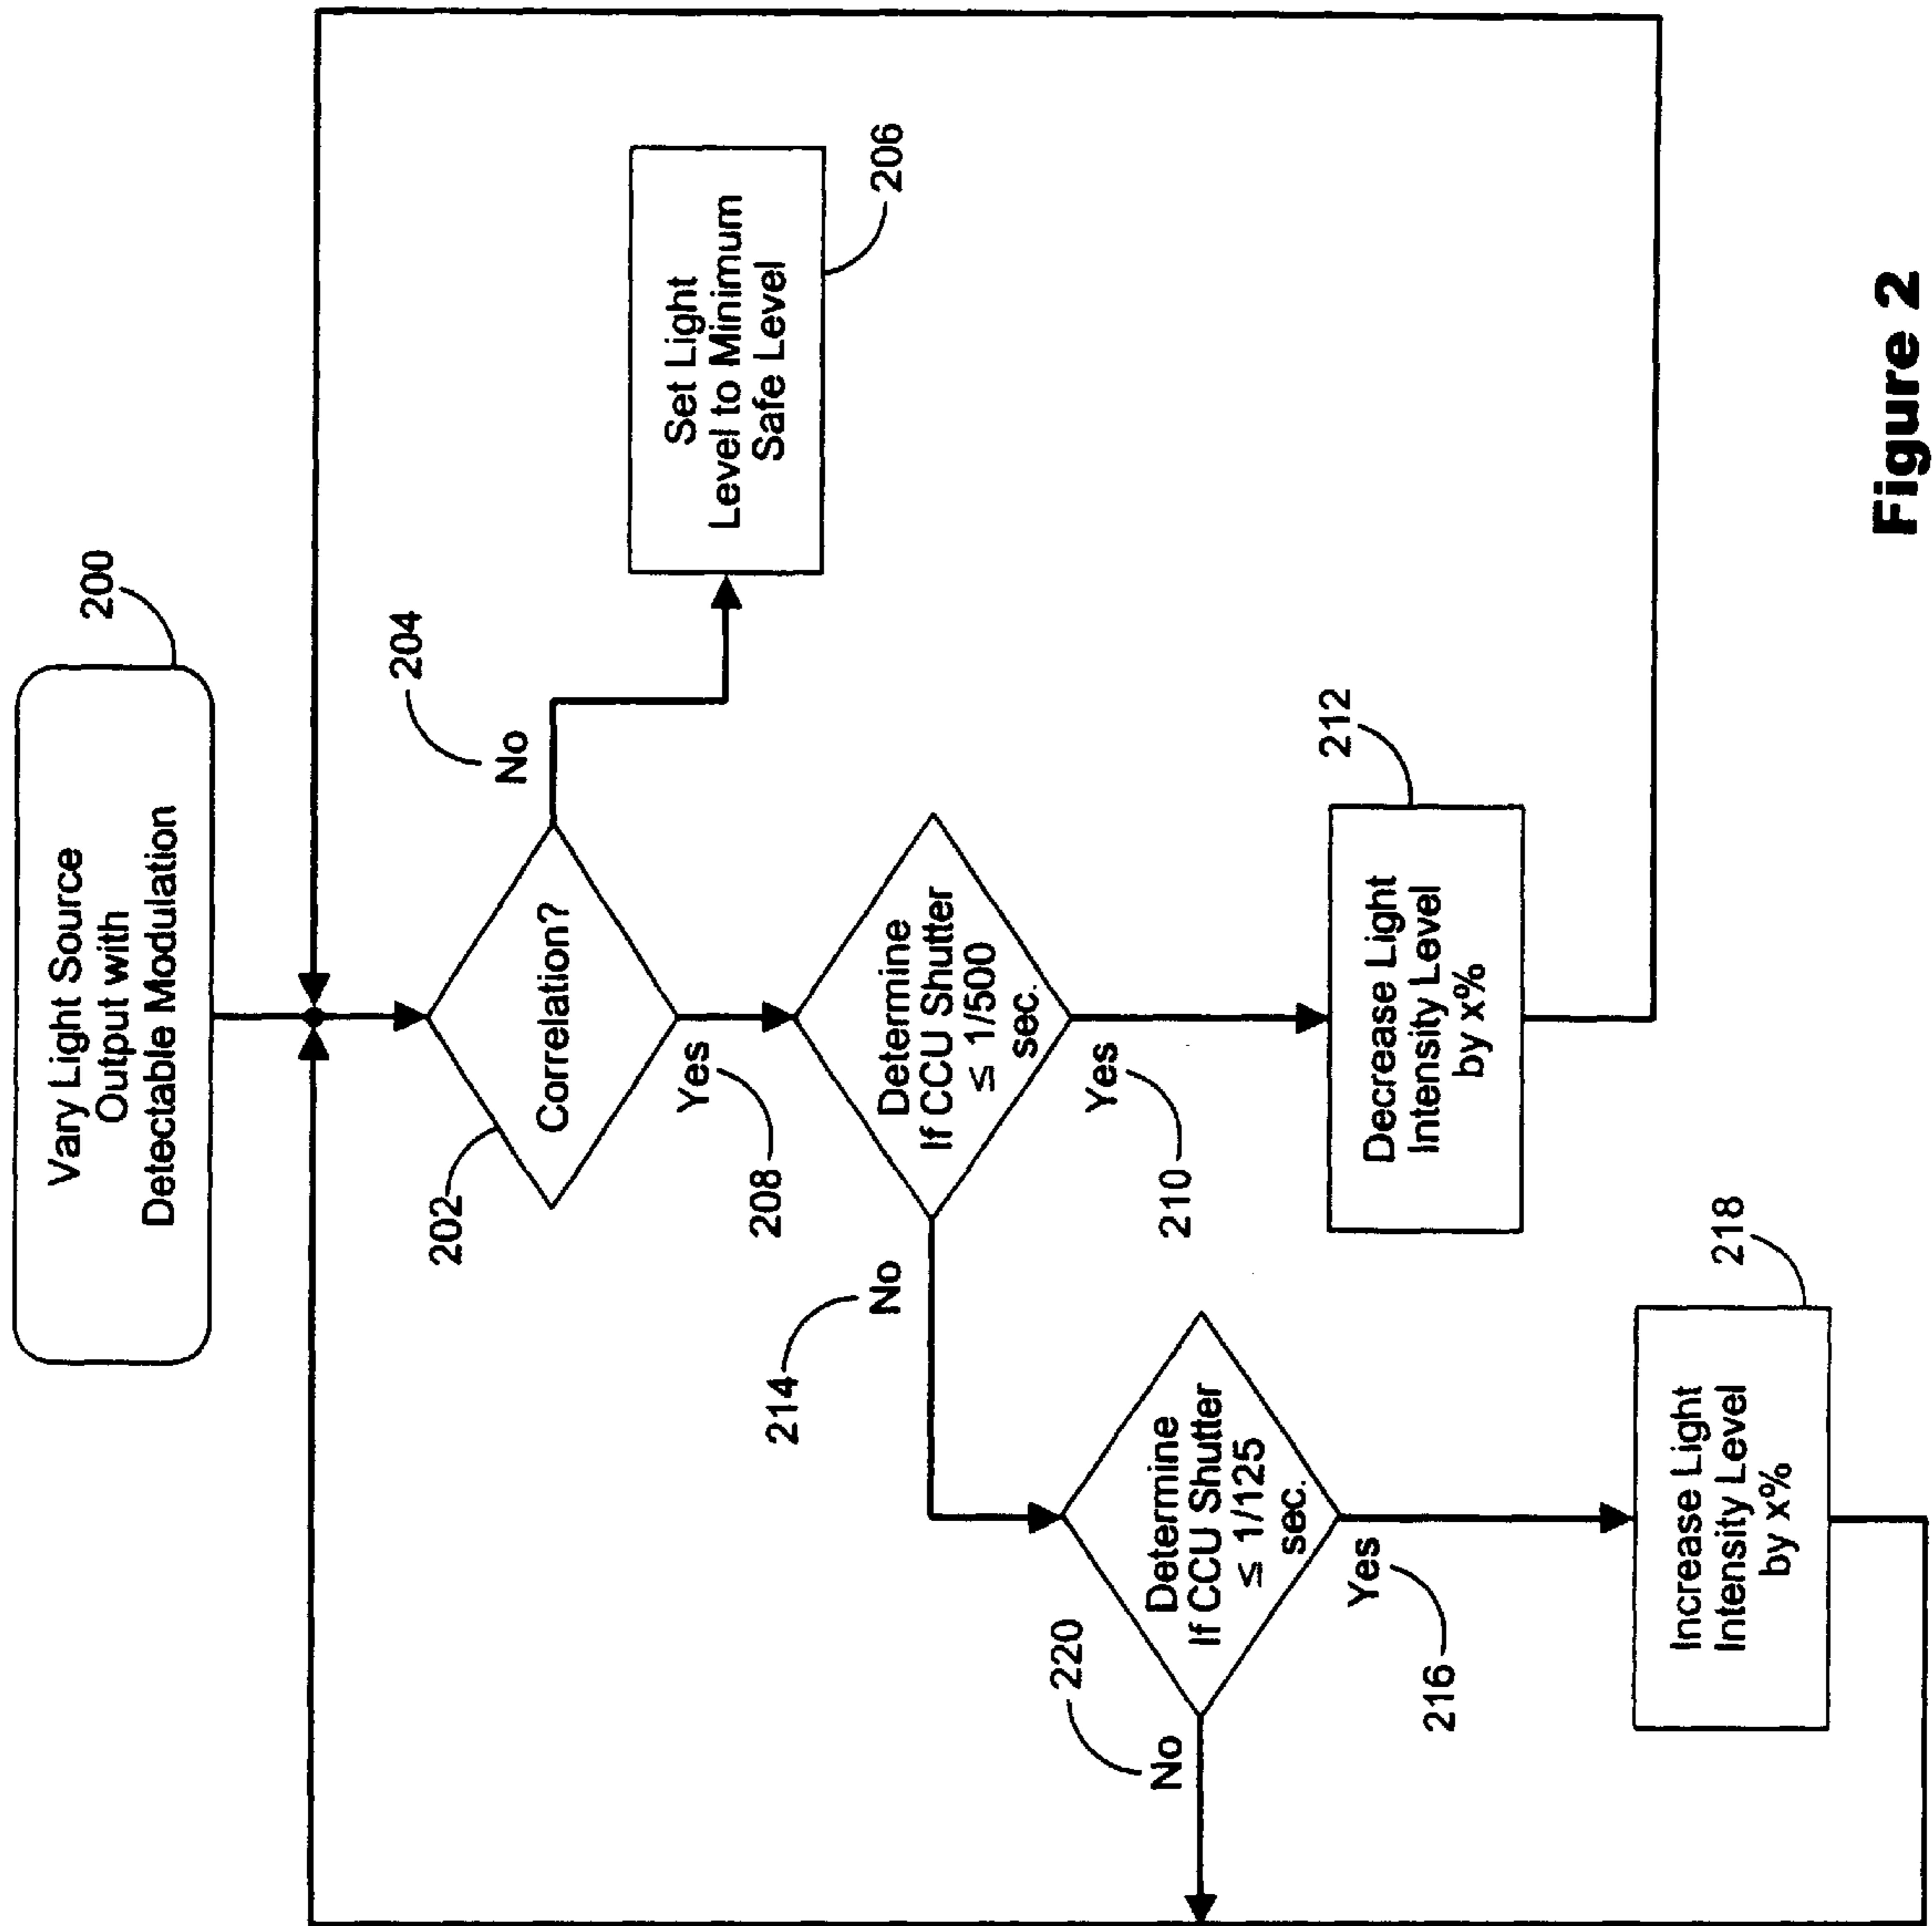 Vary Light Source
Output with
Detectable Modulation
200
Correlation?
202
No
204
Set Light
Level to Minimum
Safe Level
206
Yes
208
Determine
If CCU Shutter
≤ 1/500
sec.
Yes
210
Decrease Light
Intensity Level
by x%
212
No
214
Determine
If CCU Shutter
≤ 1/125
sec.
Yes
216
Increase Light
Intensity Level
by x%
218
No
220
Figure 2